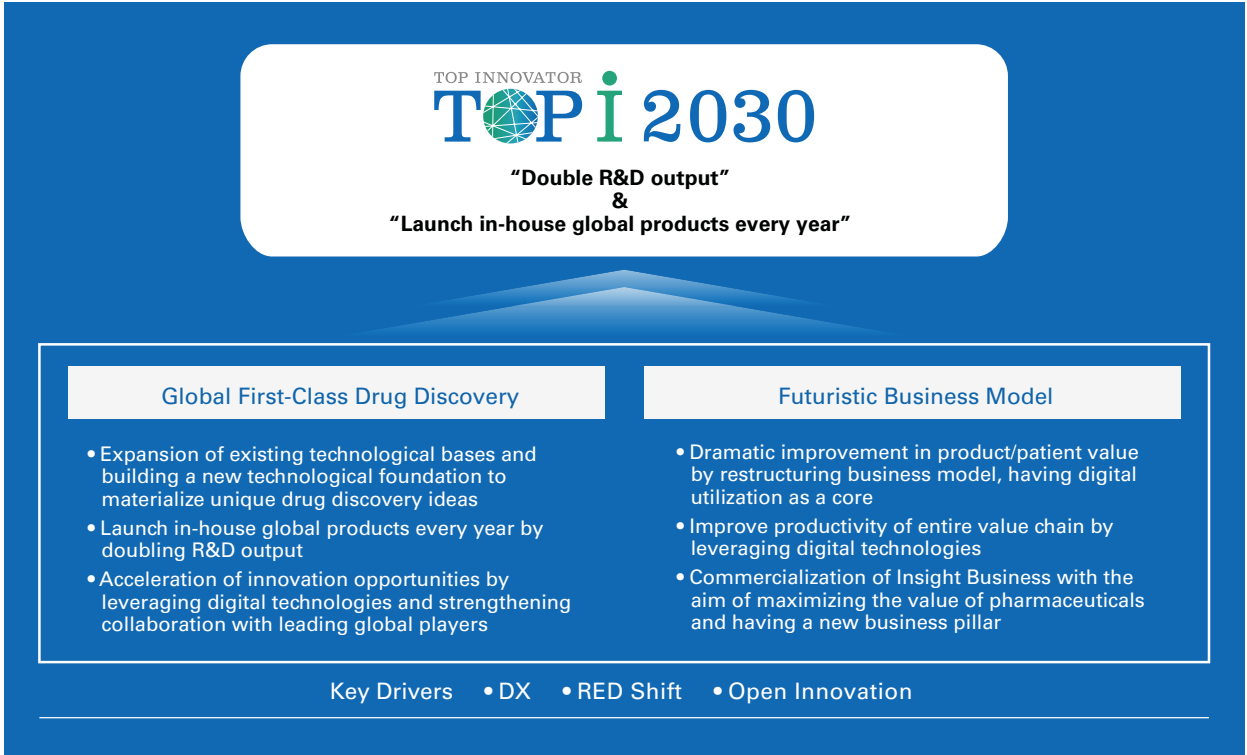 TOP INNOVATOR
TOP i 2030
“Double R&D output”
&
“Launch in-house global products every year”
Global First-Class Drug Discovery
• Expansion of existing technological bases and
building a new technological foundation to
materialize unique drug discovery ideas
• Launch in-house global products every year by
doubling R&D output
• Acceleration of innovation opportunities by
leveraging digital technologies and strengthening
collaboration with leading global players
Futuristic Business Model
• Dramatic improvement in product/patient value
by restructuring business model, having digital
utilization as a core
• Improve productivity of entire value chain by
leveraging digital technologies
• Commercialization of Insight Business with the
aim of maximizing the value of pharmaceuticals
and having a new business pillar
Key Drivers • DX • RED Shift • Open Innovation